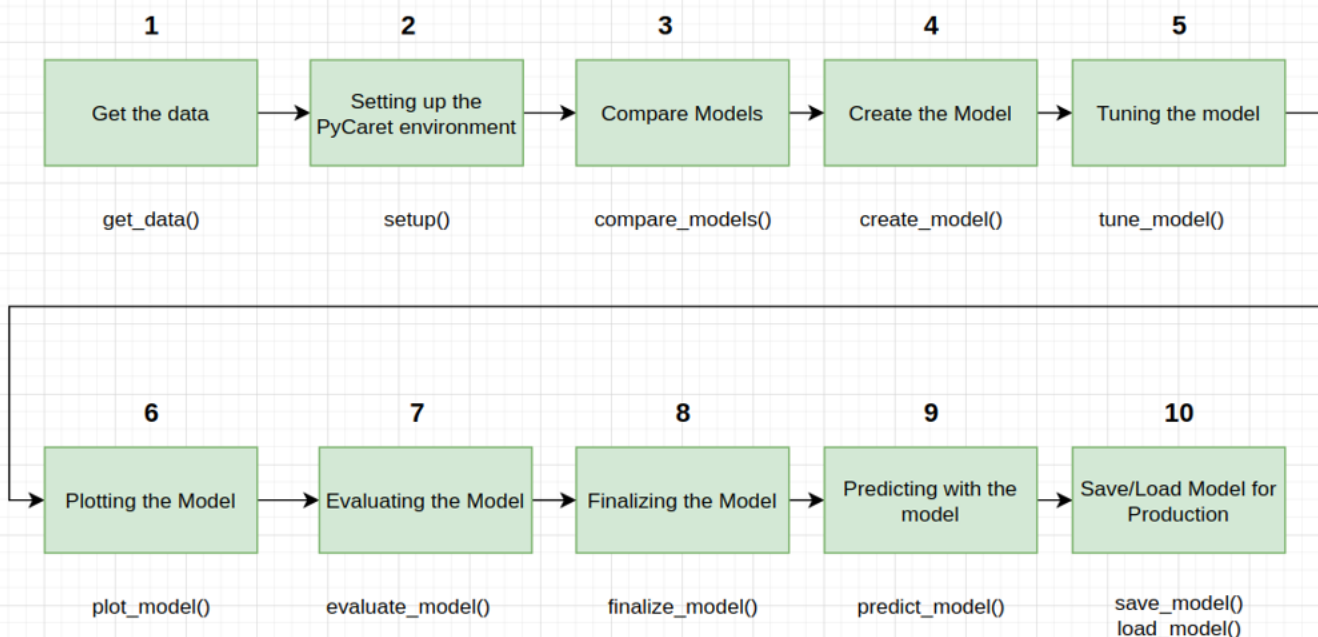 1 2 3 4 5
Get the data
Setting up the
PyCaret environment
Compare Models
Create the Model
Tuning the model
get_data() setup() compare_models() create_model() tune_model()
6 7 8 9 10
Plotting the Model
Evaluating the Model
Finalizing the Model
Predicting with the
model
Save/Load Model for
Production
plot_model() evaluate_model() finalize_model() predict_model() save_model()
load_model()